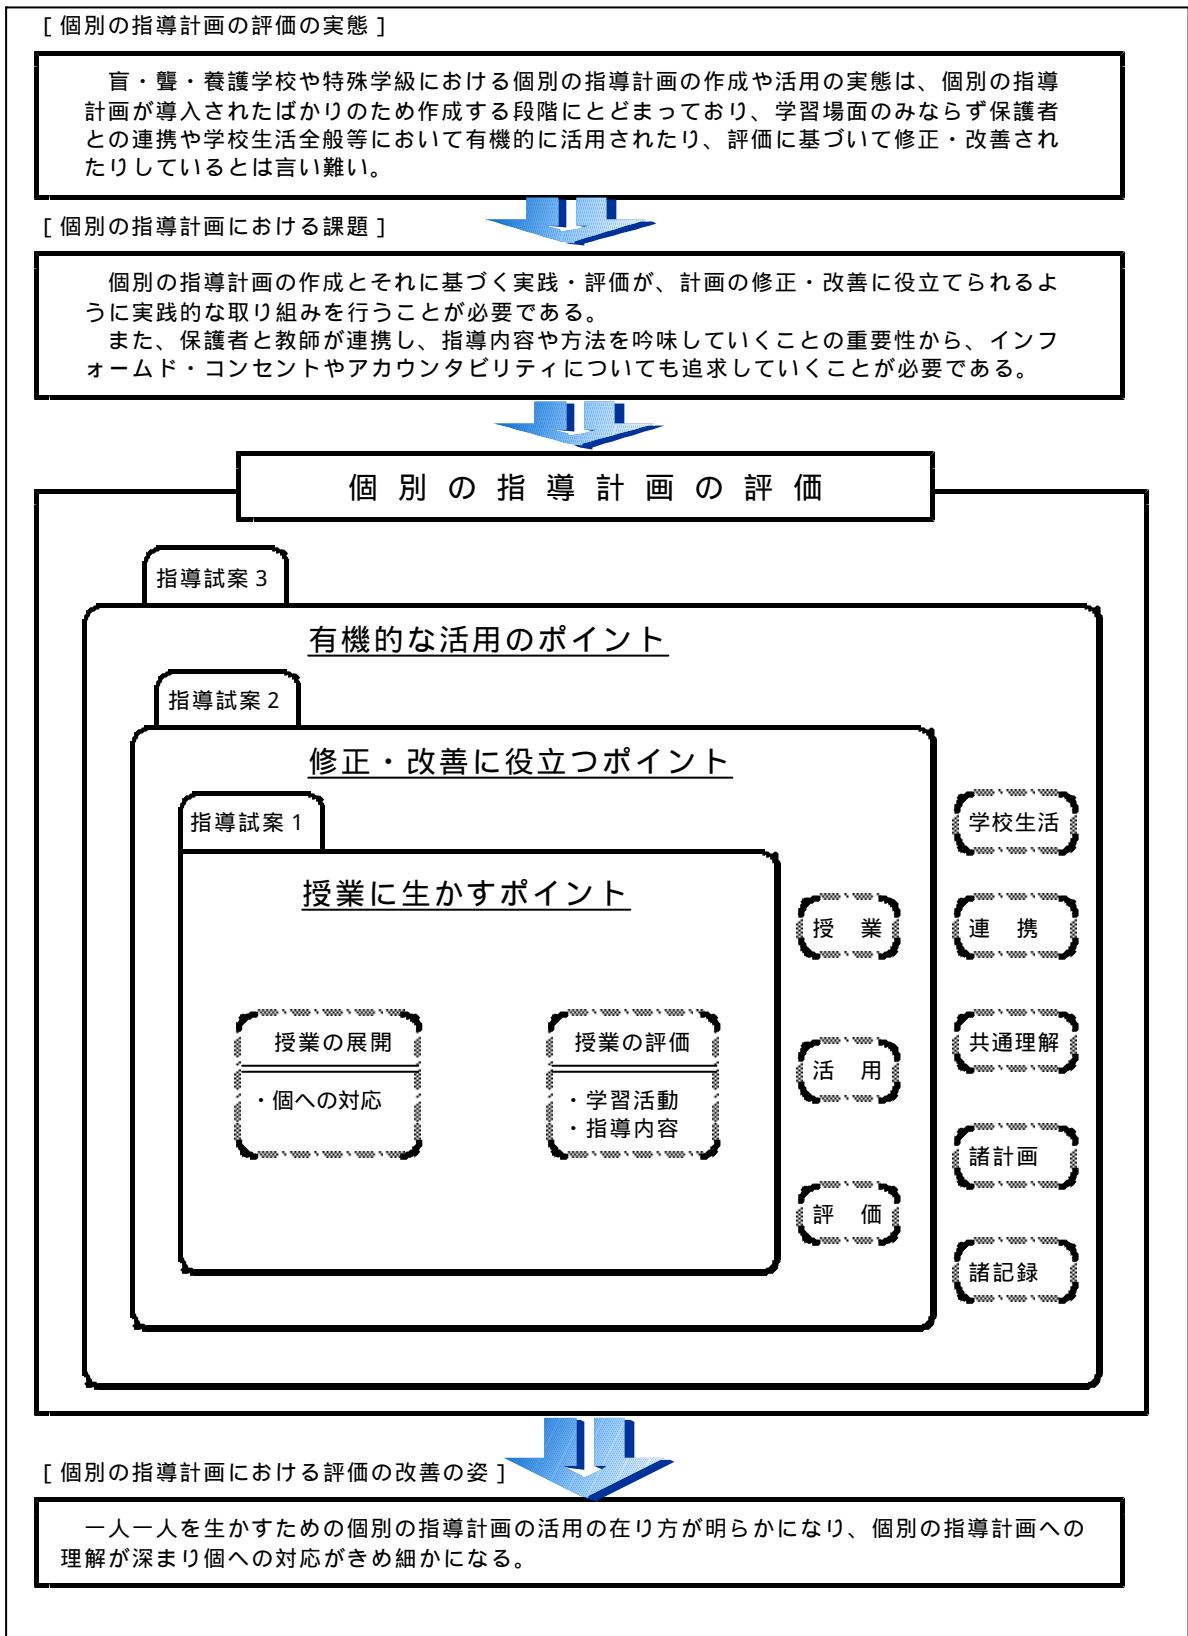 [ 個別の指導計画の評価の実態 ]
盲・聾・養護学校や特殊学級における個別の指導計画の作成や活用の実態は、個別の指導
計画が導入されたばかりのため作成する段階にとどまっており、学習場面のみならず保護者
との連携や学校生活全般等において有機的に活用されたり、評価に基づいて修正・改善され
たりしているとは言い難い。
[ 個別の指導計画における課題 ]
個別の指導計画の作成とそれに基づく実践・評価が、計画の修正・改善に役立てられるよ
うに実践的な取り組みを行うことが必要である。
また、保護者と教師が連携し、指導内容や方法を吟味していくことの重要性から、インフ
ォームド・コンセントやアカウンタビリティについても追求していくことが必要である。
個別の指導計画の評価
指導試案3
有機的な活用のポイント
指導試案2
修正・改善に役立つポイント
指導試案1
授業に生かすポイント
授業の展開
・個への対応
授業の評価
・学習活動
・指導内容
授　業
活　用
評　価
学校生活
連　携
共通理解
諸計画
諸記録
[ 個別の指導計画における評価の改善の姿 ]
一人一人を生かすための個別の指導計画の活用の在り方が明らかになり、個別の指導計画への
理解が深まり個への対応がきめ細かになる。